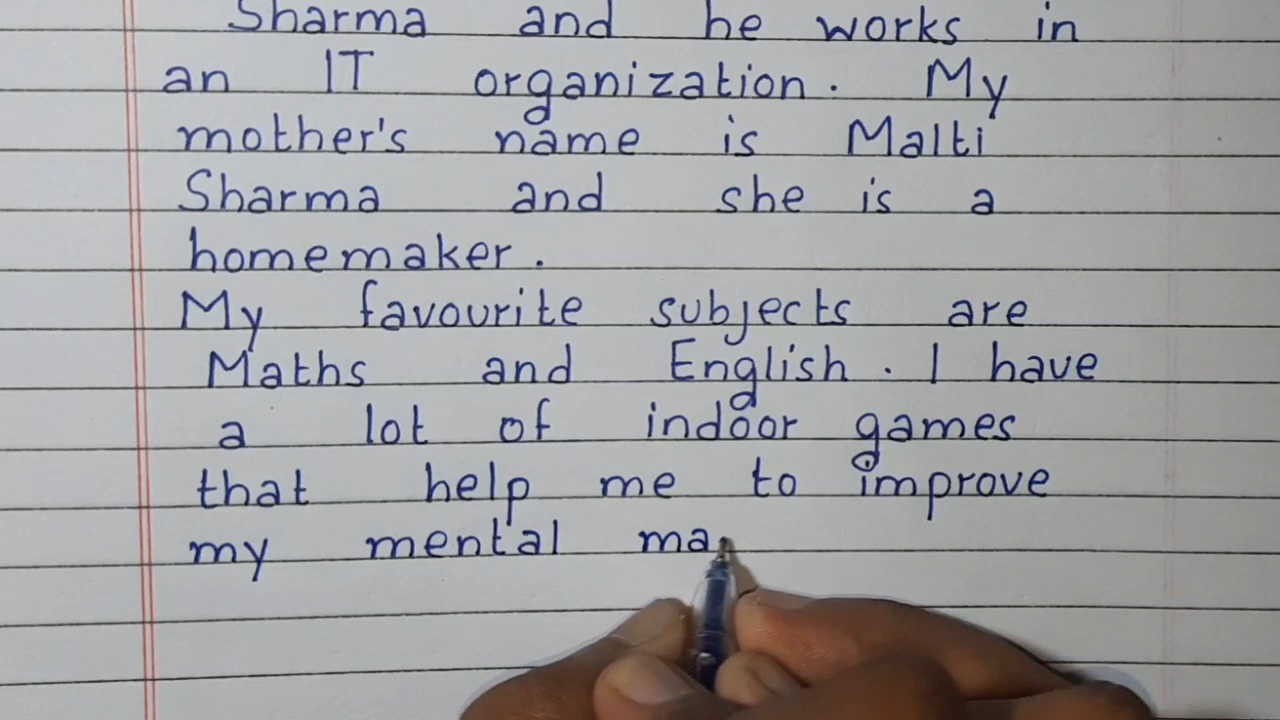 Sharma and he works in
an IT organization. My
mother's name is Malti
Sharma and she is a
homemaker.
My favourite subjects are
Maths and English. I have
a lot of indoor games
that help me to improve
my mental ma